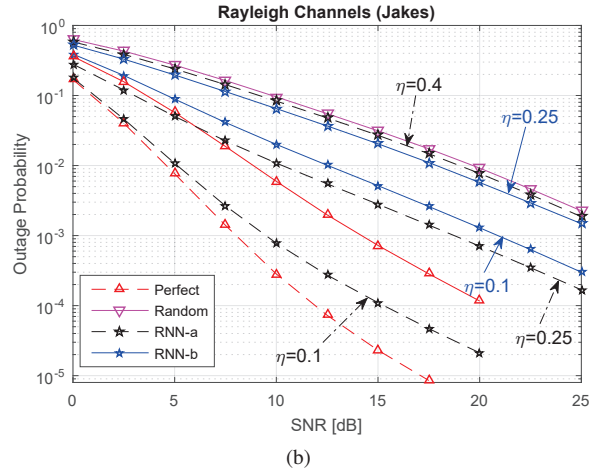 Rayleigh Channels (Jakes)
10^0
10^-1
10^-2
10^-3
10^-4
10^-5
Outage Probability
η=0.4
η=0.25
η=0.1
η=0.25
η=0.1
Perfect
Random
RNN-a
RNN-b
0 5 10 15 20 25
SNR [dB]
(b)